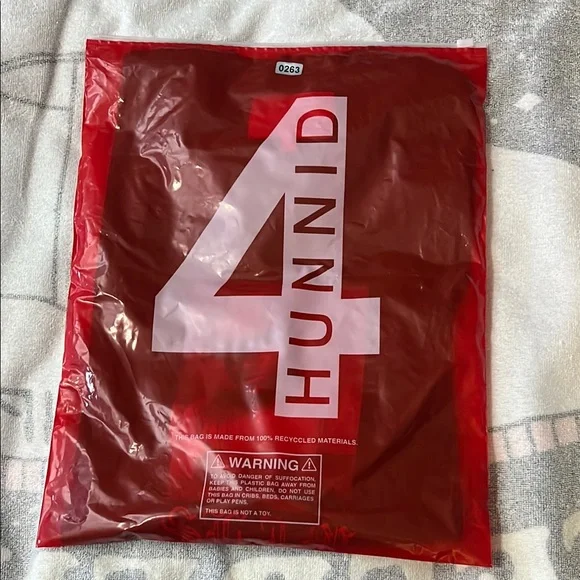 0263
4
HUNNID
THIS BAG IS MADE FROM 100% RECYCLED MATERIALS.
WARNING
TO AVOID DANGER OF SUFFOCATION,
KEEP THIS PLASTIC BAG AWAY FROM
BABIES AND CHILDREN, DO NOT USE
THIS BAG IN CRIBS, BEDS, CARRIAGES
OR PLAY PENS.
THIS BAG IS NOT A TOY.